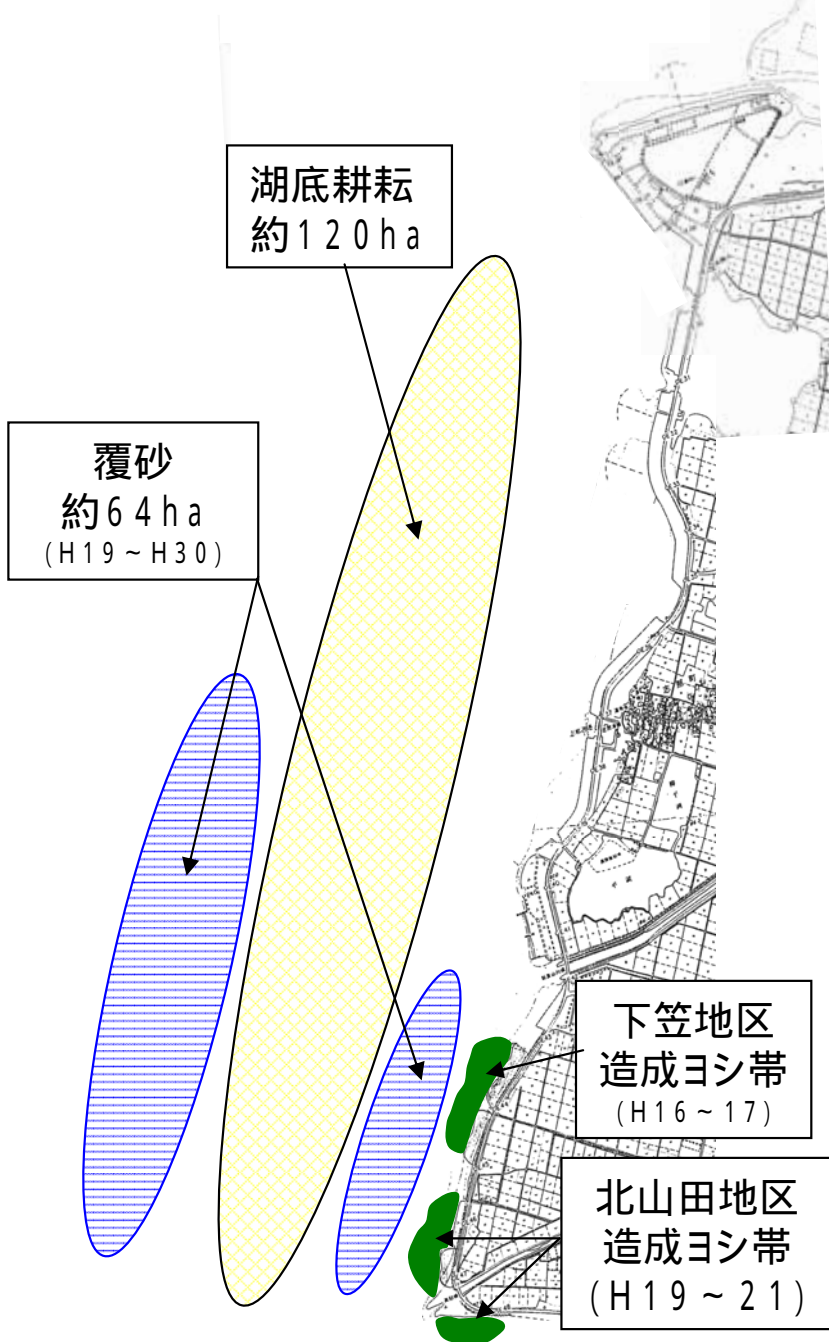 湖底耕耘
約120ha
覆砂
約64ha
(H19~H30)
下笠地区
造成ヨシ帯
(H16~17)
北山田地区
造成ヨシ帯
(H19~21)